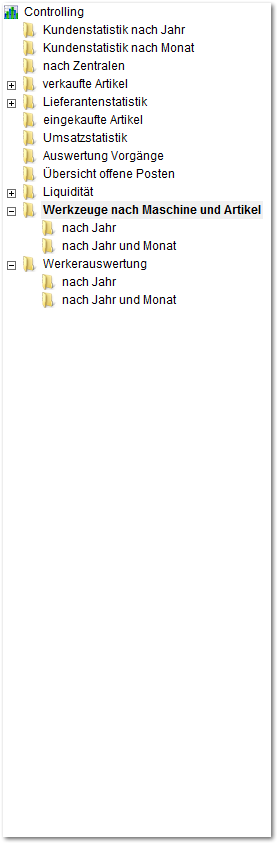 Controlling
Kundenstatistik nach Jahr
Kundenstatistik nach Monat
nach Zentralen
verkaufte Artikel
Lieferantenstatistik
eingekaufte Artikel
Umsatzstatistik
Auswertung Vorgänge
Übersicht offene Posten
Liquidität
Werkzeuge nach Maschine und Artikel
nach Jahr
nach Jahr und Monat
Werkerauswertung
nach Jahr
nach Jahr und Monat